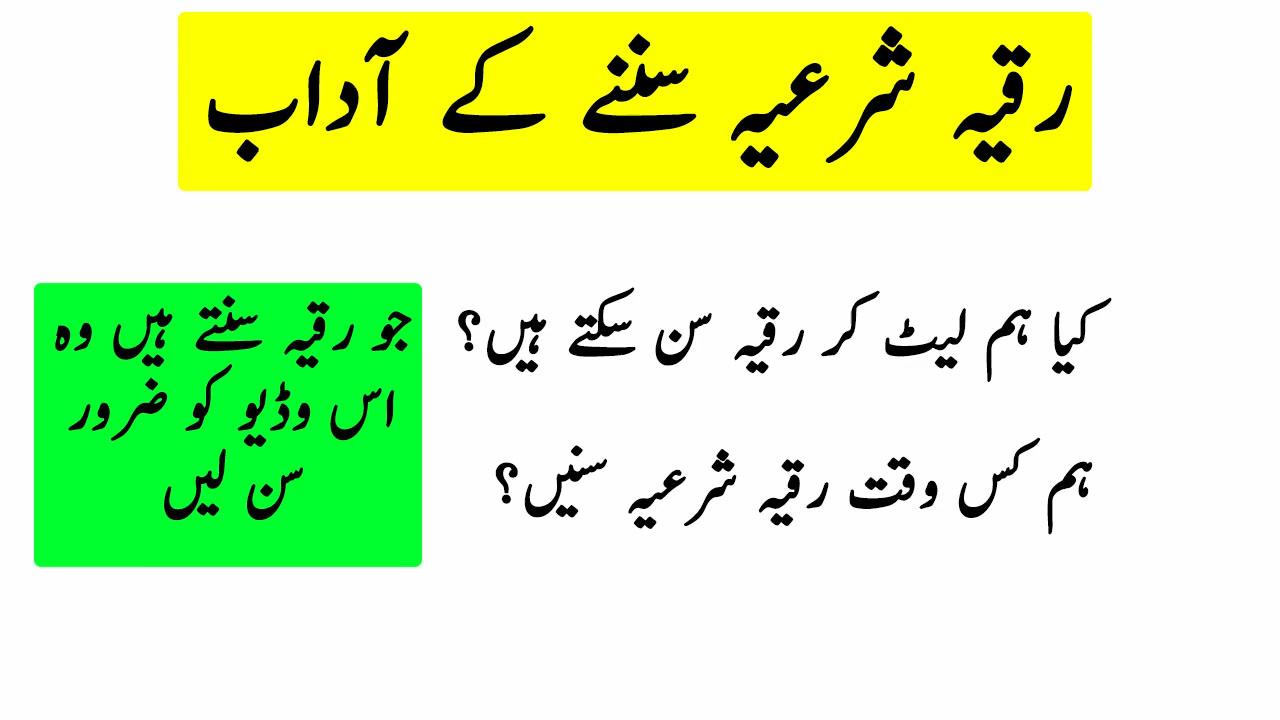 رقیہ شرعیہ سننے کے آداب
کیا ہم لیٹ کر رقیہ سن سکتے ہیں؟
ہم کس وقت رقیہ شرعیہ سنیں؟
جو رقیہ سنتے ہیں وہ
اس وڈیو کو ضرور
سن لیں